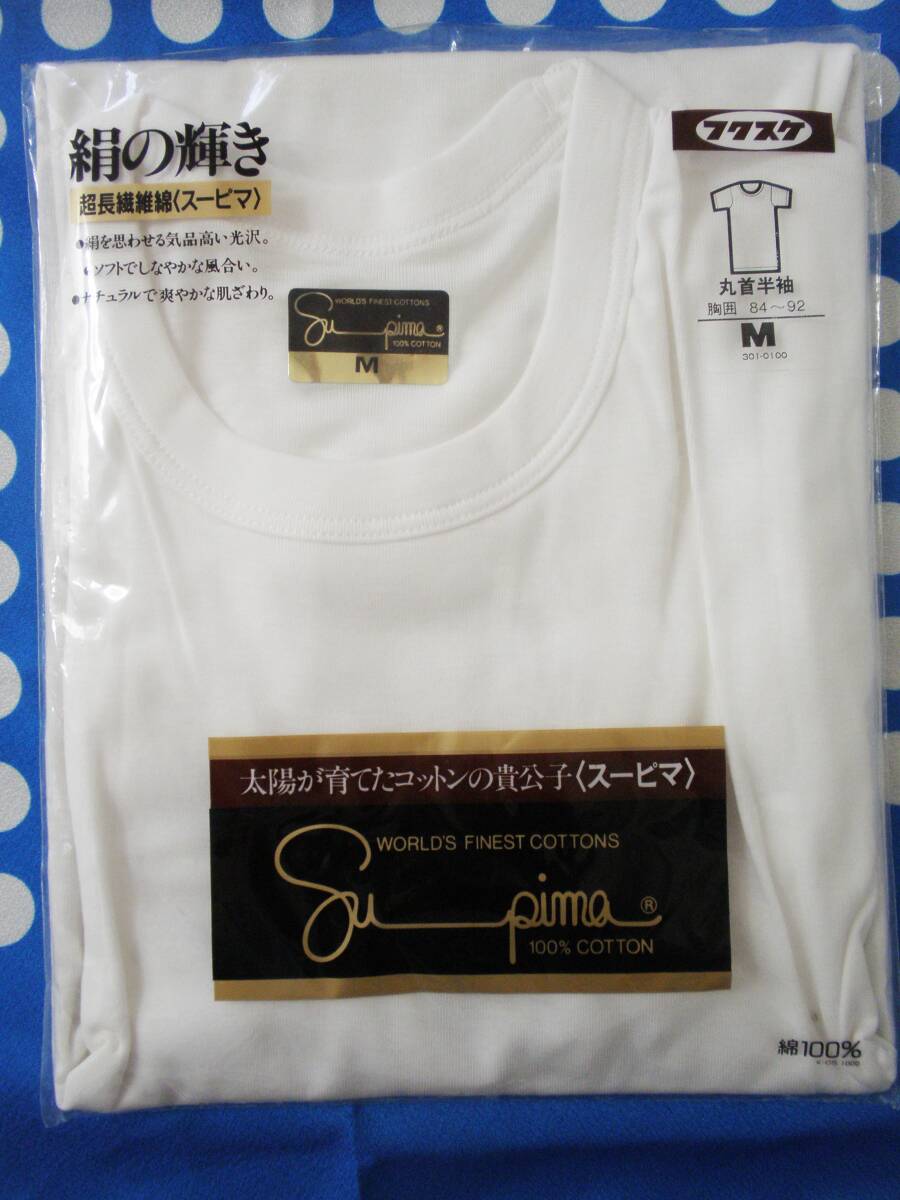 絹の輝き
超長繊維綿〈スーピマ〉
●絹を思わせる気品高い光沢。
●ソフトでしなやかな風合い。
●ナチュラルで爽やかな肌ざわり。
フクスケ
丸首半袖
胸囲 84～92
M
301-0100
WORLD'S FINEST COTTONS
Supima®
100% COTTON
M
太陽が育てたコットンの貴公子〈スーピマ〉
WORLD'S FINEST COTTONS
Supima®
100% COTTON
綿100%